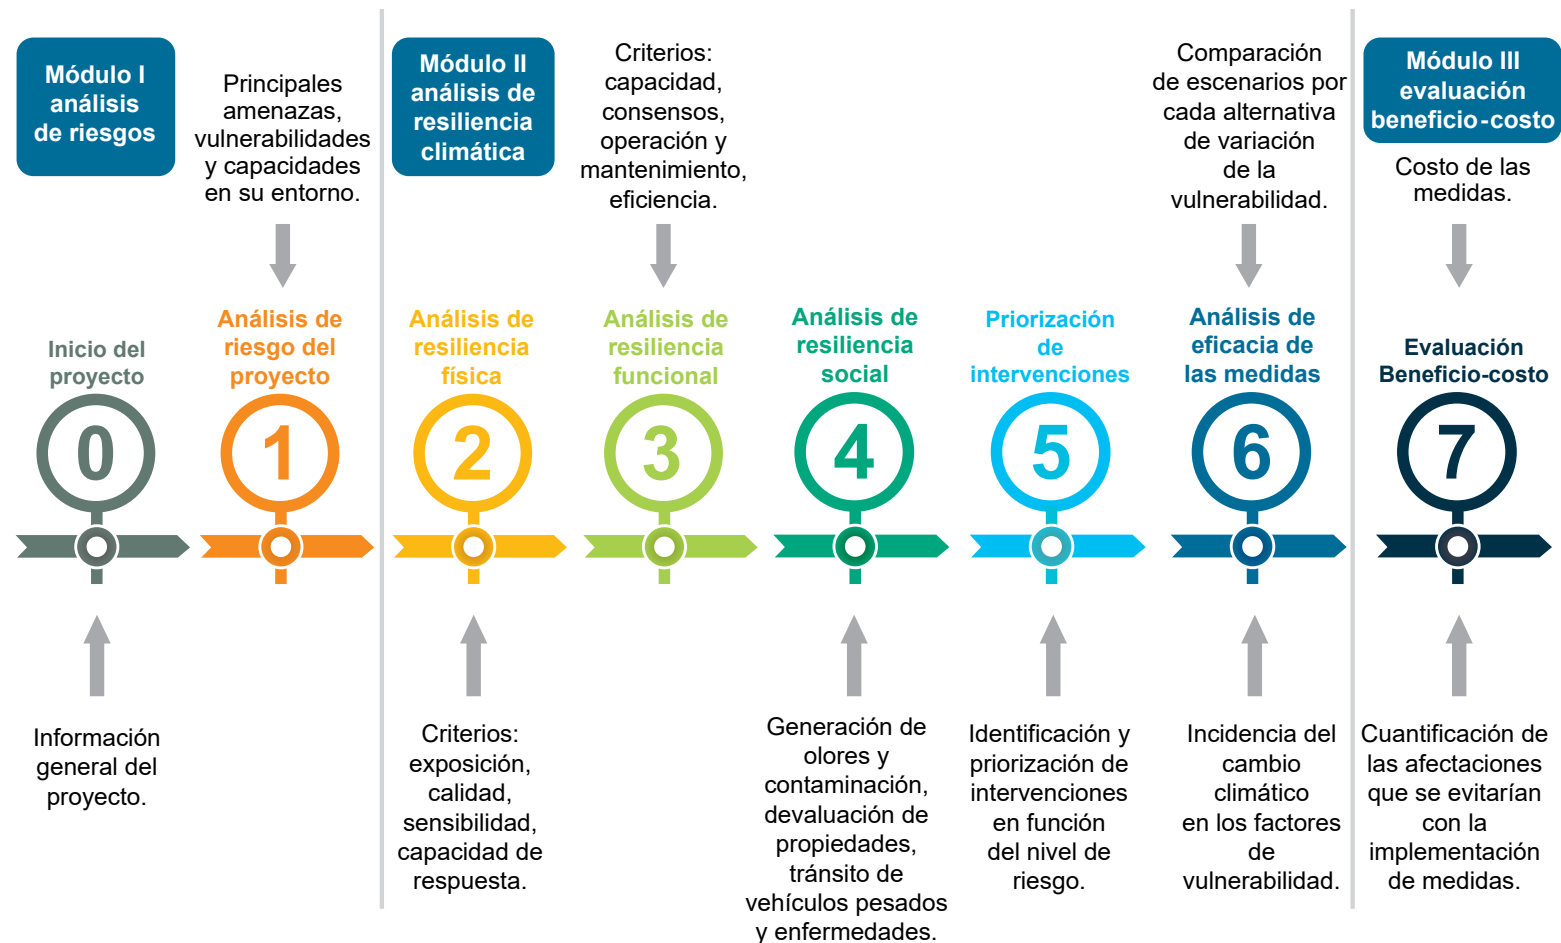 Módulo I
análisis
de riesgos
Principales
amenazas,
vulnerabilidades
y capacidades
en su entorno.
Módulo II
análisis de
resiliencia
climática
Criterios:
capacidad,
consensos,
operación y
mantenimiento,
eficiencia.
Comparación
de escenarios por
cada alternativa
de variación
de la
vulnerabilidad.
Módulo III
evaluación
beneficio-costo
Costo de las
medidas.
Inicio del
proyecto
Análisis de
riesgo del
proyecto
Análisis de
resiliencia
física
Análisis de
resiliencia
funcional
Análisis de
resiliencia
social
Priorización
de
intervenciones
Análisis de
eficacia de
las medidas
Evaluación
Beneficio-costo
0
1
2
3
4
5
6
7
Información
general del
proyecto.
Criterios:
exposición,
calidad,
sensibilidad,
capacidad de
respuesta.
Generación de
olores y
contaminación,
devaluación de
propiedades,
tránsito de
vehículos pesados
y enfermedades.
Identificación y
priorización de
intervenciones
en función
del nivel de
riesgo.
Incidencia del
cambio
climático
en los factores
de
vulnerabilidad.
Cuantificación de
las afectaciones
que se evitarían
con la
implementación
de medidas.